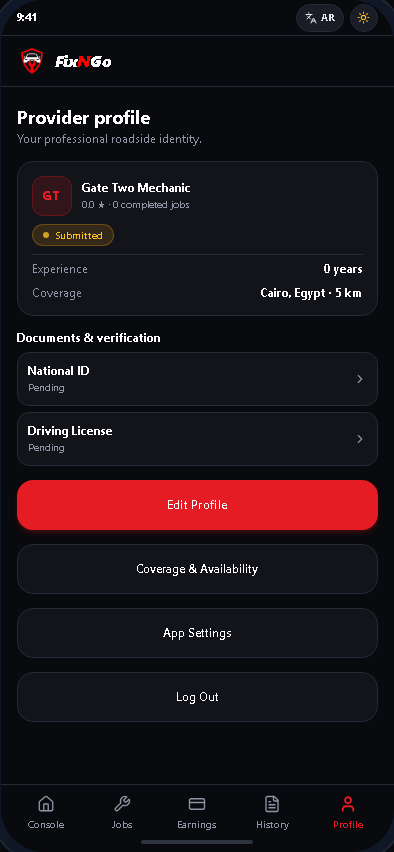 9:41
AR
FixNGo
Provider profile
Your professional roadside identity.
GT
Gate Two Mechanic
0.0 ★ · 0 completed jobs
Submitted
Experience
0 years
Coverage
Cairo, Egypt · 5 km
Documents & verification
National ID
Pending
Driving License
Pending
Edit Profile
Coverage & Availability
App Settings
Log Out
Console
Jobs
Earnings
History
Profile